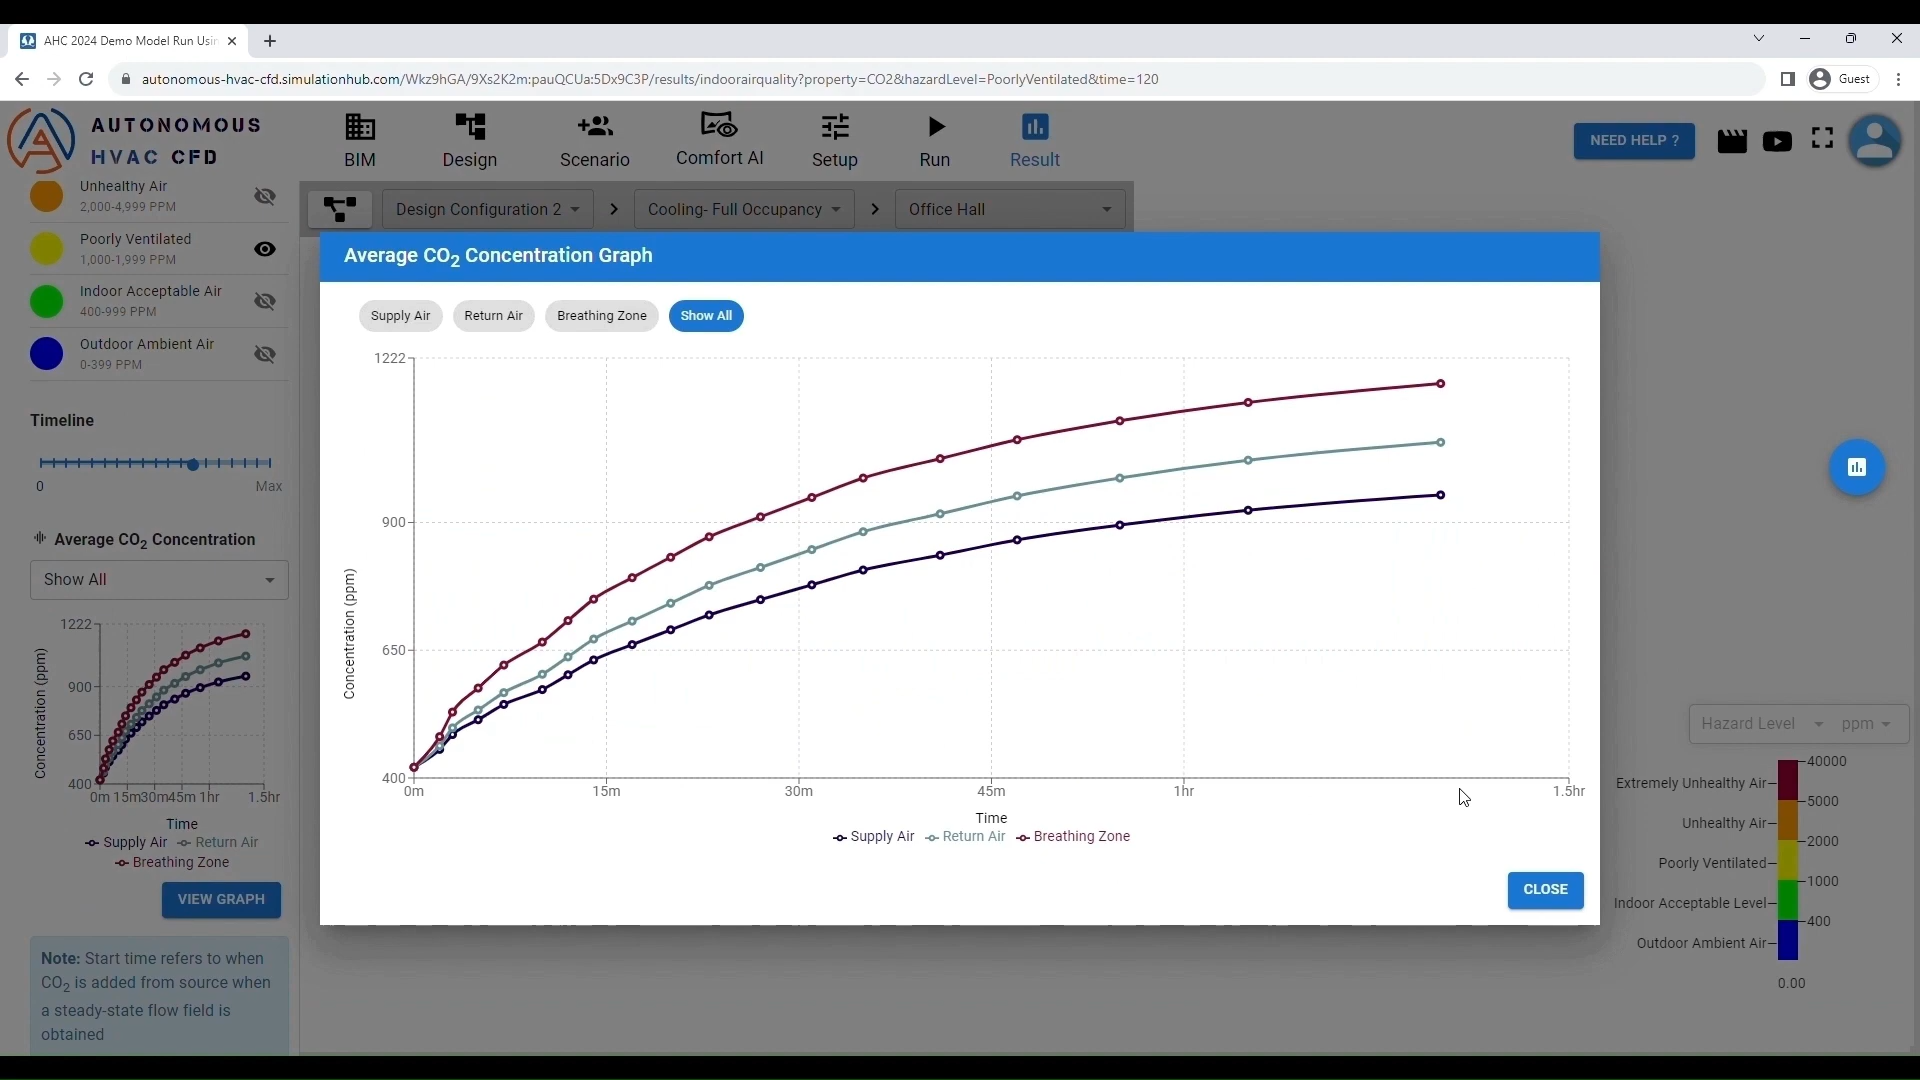 AHC 2024 Demo Model Run Usin
autonomous-hvac-cfd.simulationhub.com/Wkz9hGA/9Xs2K2m:pauQCUa:5Dx9C3P/results/indoorairquality?property=CO2&hazardLevel=PoorlyVentilated&time=120
Guest
AUTONOMOUS
HVAC CFD
BIM
Design
Scenario
Comfort AI
Setup
Run
Result
NEED HELP ?
Unhealthy Air
2,000-4,999 PPM
Poorly Ventilated
1,000-1,999 PPM
Indoor Acceptable Air
400-999 PPM
Outdoor Ambient Air
0-399 PPM
Timeline
0 Max
Average CO2 Concentration
Show All
1222
900
650
400
Concentration (ppm)
0m 15m30m45m 1hr 1.5hr
Time
Supply Air Return Air
Breathing Zone
VIEW GRAPH
Note: Start time refers to when
CO2 is added from source when
a steady-state flow field is
obtained
Design Configuration 2 Cooling- Full Occupancy Office Hall
Average CO2 Concentration Graph
Supply Air Return Air Breathing Zone Show All
1222
900
650
400
Concentration (ppm)
0m 15m 30m 45m 1hr 1.5hr
Time
Supply Air Return Air Breathing Zone
CLOSE
Hazard Level ppm
40000
Extremely Unhealthy Air
5000
Unhealthy Air
2000
Poorly Ventilated
1000
Indoor Acceptable Level
400
Outdoor Ambient Air
0.00